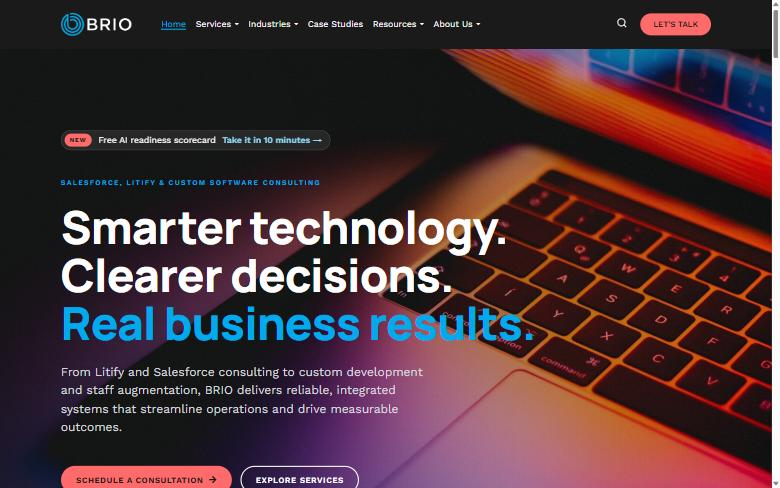 BRIO
Home Services Industries Case Studies Resources About Us LET'S TALK
NEW Free AI readiness scorecard Take it in 10 minutes →
SALESFORCE, LITIFY & CUSTOM SOFTWARE CONSULTING
Smarter technology.
Clearer decisions.
Real business results.
From Litify and Salesforce consulting to custom development
and staff augmentation, BRIO delivers reliable, integrated
systems that streamline operations and drive measurable
outcomes.
SCHEDULE A CONSULTATION → EXPLORE SERVICES
Q W E R
A S D F
Y X C V
command